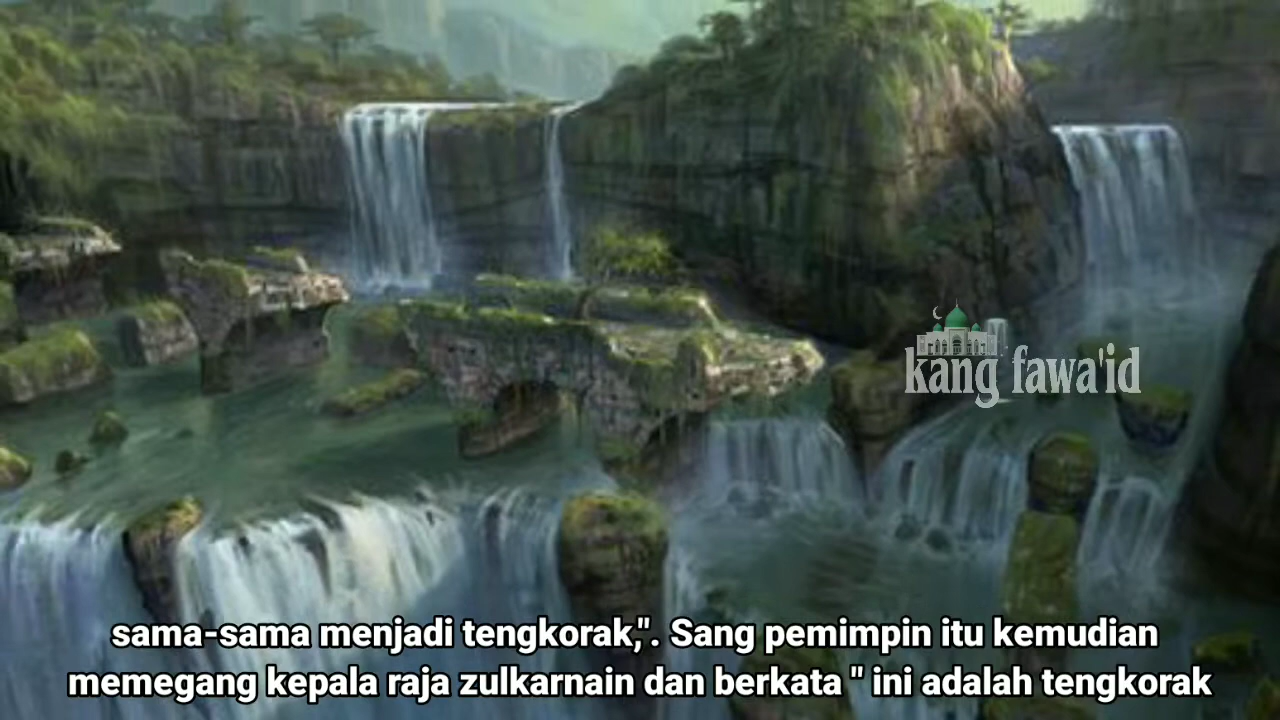 kang fawa'id
sama-sama menjadi tengkorak,". Sang pemimpin itu kemudian
memegang kepala raja zulkarnain dan berkata " ini adalah tengkorak